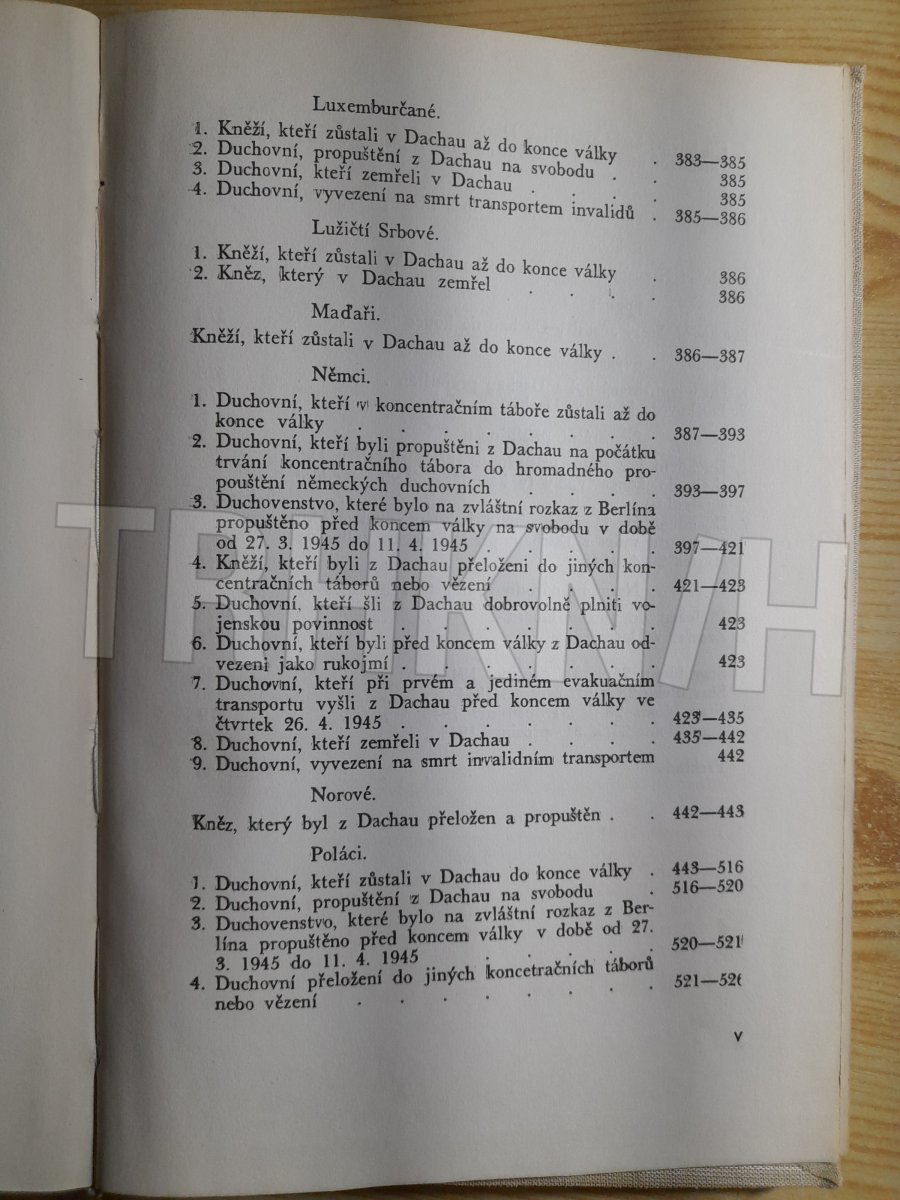 Luxemburčané.
1. Kněží, kteří zůstali v Dachau až do konce války . 383—385
2. Duchovní, propuštění z Dachau na svobodu . . 385
3. Duchovní, kteří zemřeli v Dachau . . . . 385
4. Duchovní, vyvezení na smrt transportem invalidů . 385—386
Lužičtí Srbové.
1. Kněží, kteří zůstali v Dachau až do konce války . 386
2. Kněz, který v Dachau zemřel . . . . 386
Maďaři.
Kněží, kteří zůstali v Dachau až do konce války . . 386—387
Němci.
1. Duchovní, kteří v koncentračním táboře zůstali až do
konce války . . . . . . . . 387—393
2. Duchovní, kteří byli propuštěni z Dachau na počátku
trvání koncentračního tábora do hromadného pro-
pouštění německých duchovních . . . . 393—397
3. Duchovenstvo, které bylo na zvláštní rozkaz z Berlína
propuštěno před koncem války na svobodu v době
od 27. 3. 1945 do 11. 4. 1945 . . . . . 397—421
4. Kněží, kteří byli z Dachau přeloženi do jiných kon-
centračních táborů nebo vězení . . . . 421—423
5. Duchovní, kteří šli z Dachau dobrovolně plniti vo-
jenskou povinnost . . . . . . . 423
6. Duchovní, kteří byli před koncem války z Dachau od-
vezeni jako rukojmí . . . . . . . 423
7. Duchovní, kteří při prvém a jediném evakuačním
transportu vyšli z Dachau před koncem války ve
čtvrtek 26. 4. 1945 . . . . . . . 423—435
8. Duchovní, kteří zemřeli v Dachau . . . . 435—442
9. Duchovní, vyvezení na smrt invalidním transportem 442
Norové.
Kněz, který byl z Dachau přeložen a propuštěn . . 442—443
Poláci.
1. Duchovní, kteří zůstali v Dachau do konce války . 443—516
2. Duchovní, propuštění z Dachau na svobodu . 516—520
3. Duchovenstvo, které bylo na zvláštní rozkaz z Ber-
lína propuštěno před koncem války v době od 27.
3. 1945 do 11. 4. 1945 . . . . . 520—521
4. Duchovní přeložení do jiných koncetračních táborů
nebo vězení . . . . . . . . 521—526
V